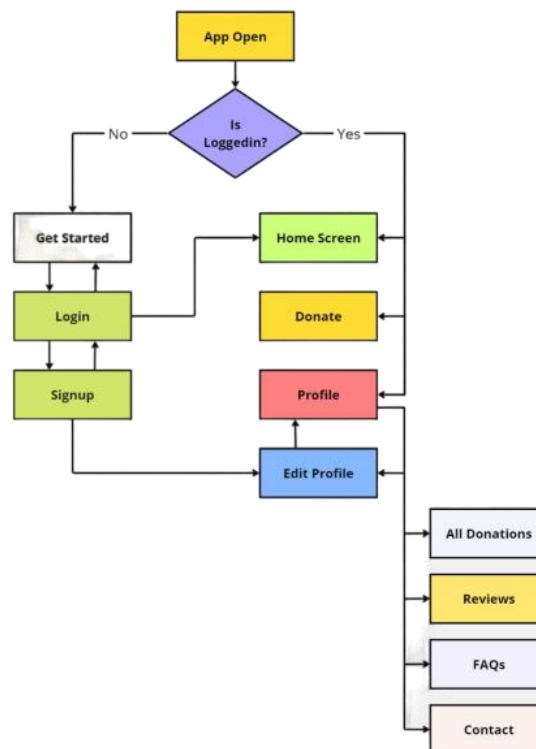 App Open
Is
Loggedin?
No
Yes
Get Started
Home Screen
Login
Donate
Signup
Profile
Edit Profile
All Donations
Reviews
FAQs
Contact